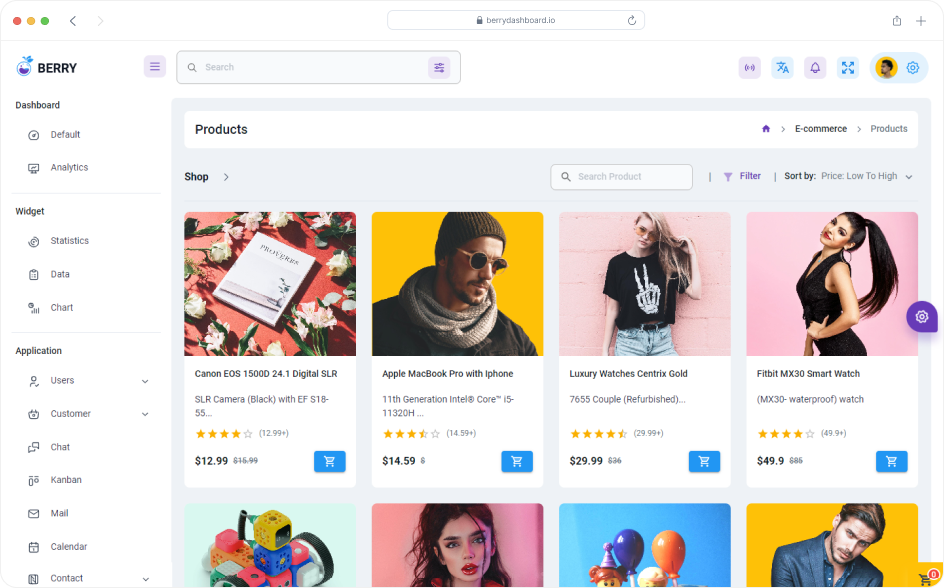 berrydashboard.io
BERRY
Search
Dashboard
Default
Analytics
Widget
Statistics
Data
Chart
Application
Users
Customer
Chat
Kanban
Mail
Calendar
Contact
Products
E-commerce
Products
Shop
Search Product
Filter
Sort by: Price: Low To High
PROVERBS
Canon EOS 1500D 24.1 Digital SLR
SLR Camera (Black) with EF S18-
55...
(12.99+)
$12.99 $15.99
Apple MacBook Pro with Iphone
11th Generation Intel® Core™ i5-
11320H ...
(14.59+)
$14.59 $
Luxury Watches Centrix Gold
7655 Couple (Refurbished)...
(29.99+)
$29.99 $36
Fitbit MX30 Smart Watch
(MX30- waterproof) watch
(49.9+)
$49.9 $85
0